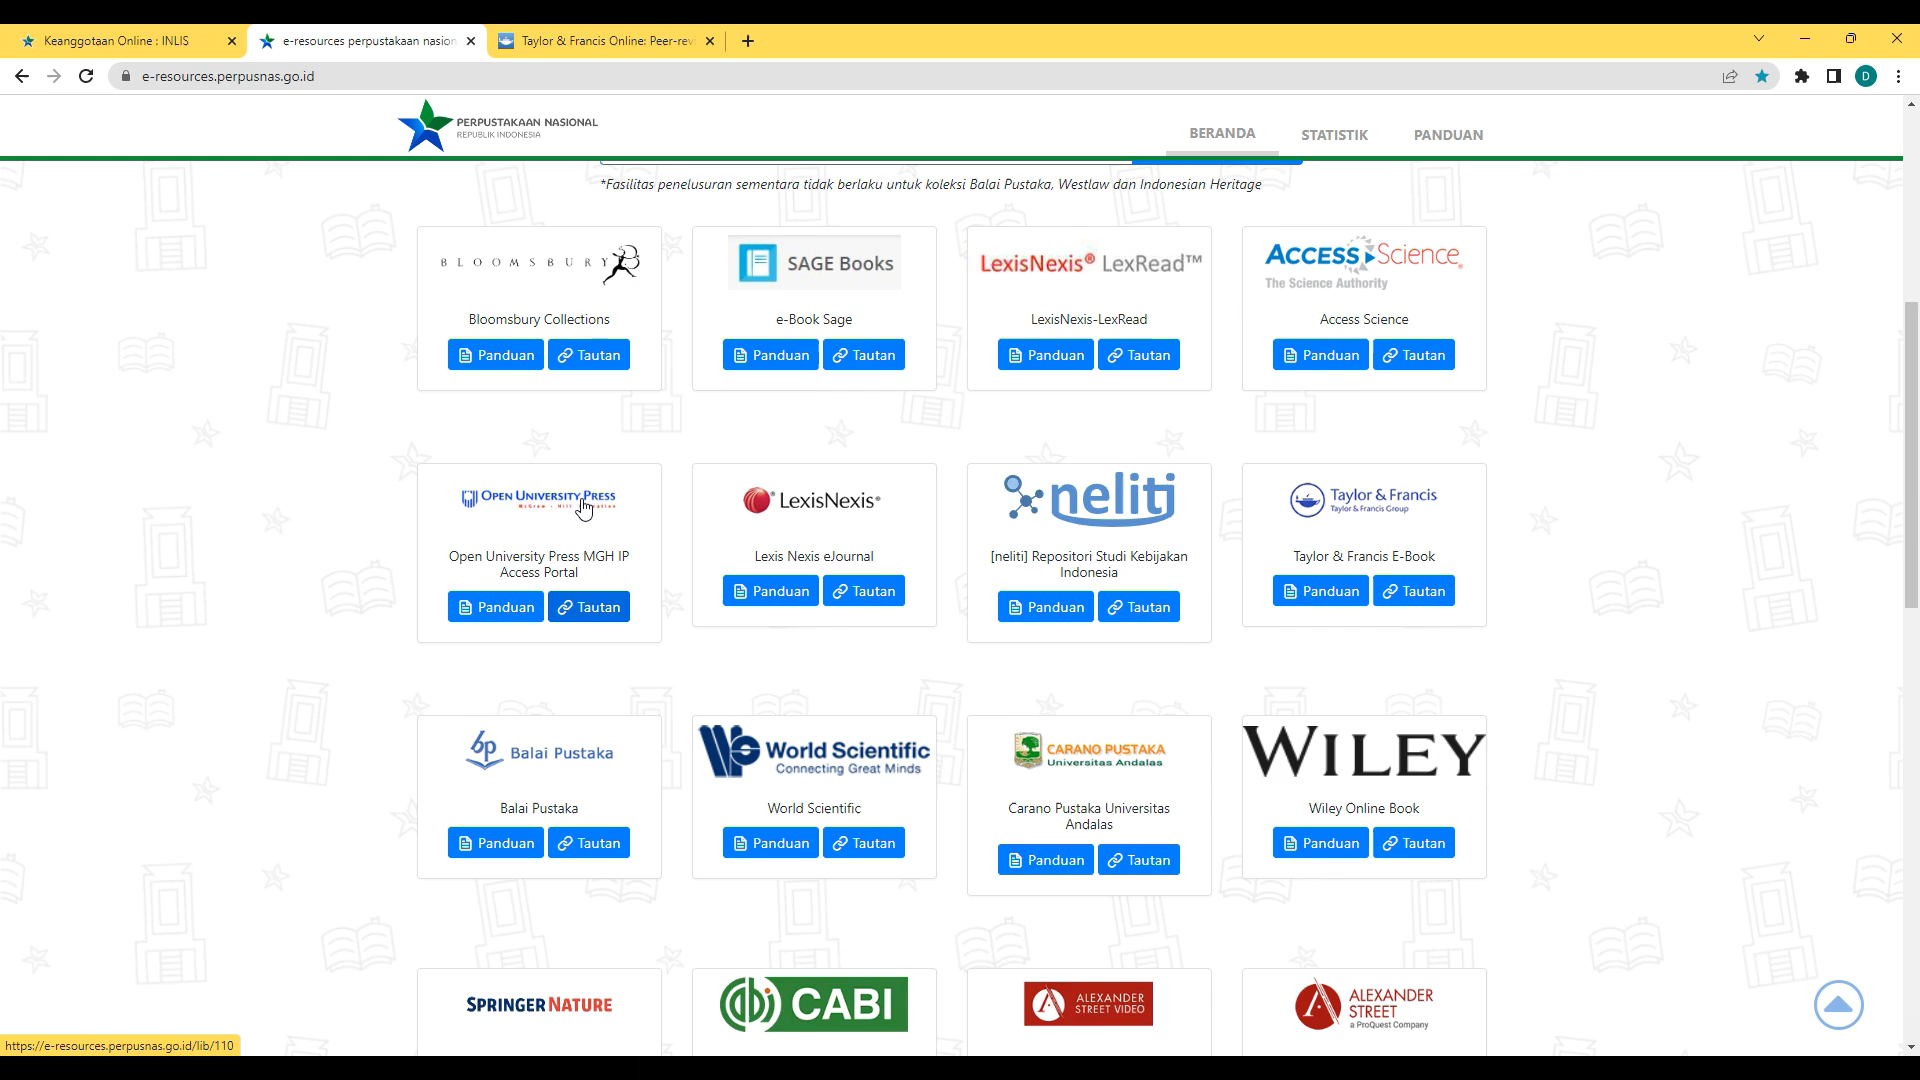 Keanggotaan Online : INLIS
e-resources perpustakaan nasion
Taylor & Francis Online: Peer-revi
e-resources.perpusnas.go.id
D
PERPUSTAKAAN NASIONAL
REPUBLIK INDONESIA
BERANDA
STATISTIK
PANDUAN
*Fasilitas penelusuran sementara tidak berlaku untuk koleksi Balai Pustaka, Westlaw dan Indonesian Heritage
BLOOMSBURY
Bloomsbury Collections
Panduan Tautan
SAGE Books
e-Book Sage
Panduan Tautan
LexisNexis® LexRead™
LexisNexis-LexRead
Panduan Tautan
ACCESS Science®
The Science Authority
Access Science
Panduan Tautan
OPEN UNIVERSITY PRESS
Open University Press MGH IP
Access Portal
Panduan Tautan
LexisNexis®
Lexis Nexis eJournal
Panduan Tautan
neliti
[neliti] Repositori Studi Kebijakan
Indonesia
Panduan Tautan
Taylor & Francis
Taylor & Francis Group
Taylor & Francis E-Book
Panduan Tautan
bp Balai Pustaka
Balai Pustaka
Panduan Tautan
World Scientific
Connecting Great Minds
World Scientific
Panduan Tautan
CARANO PUSTAKA
Universitas Andalas
Carano Pustaka Universitas
Andalas
Panduan Tautan
WILEY
Wiley Online Book
Panduan Tautan
SPRINGER NATURE
CABI
ALEXANDER
STREET VIDEO
ALEXANDER
STREET
a ProQuest Company
https://e-resources.perpusnas.go.id/lib/110